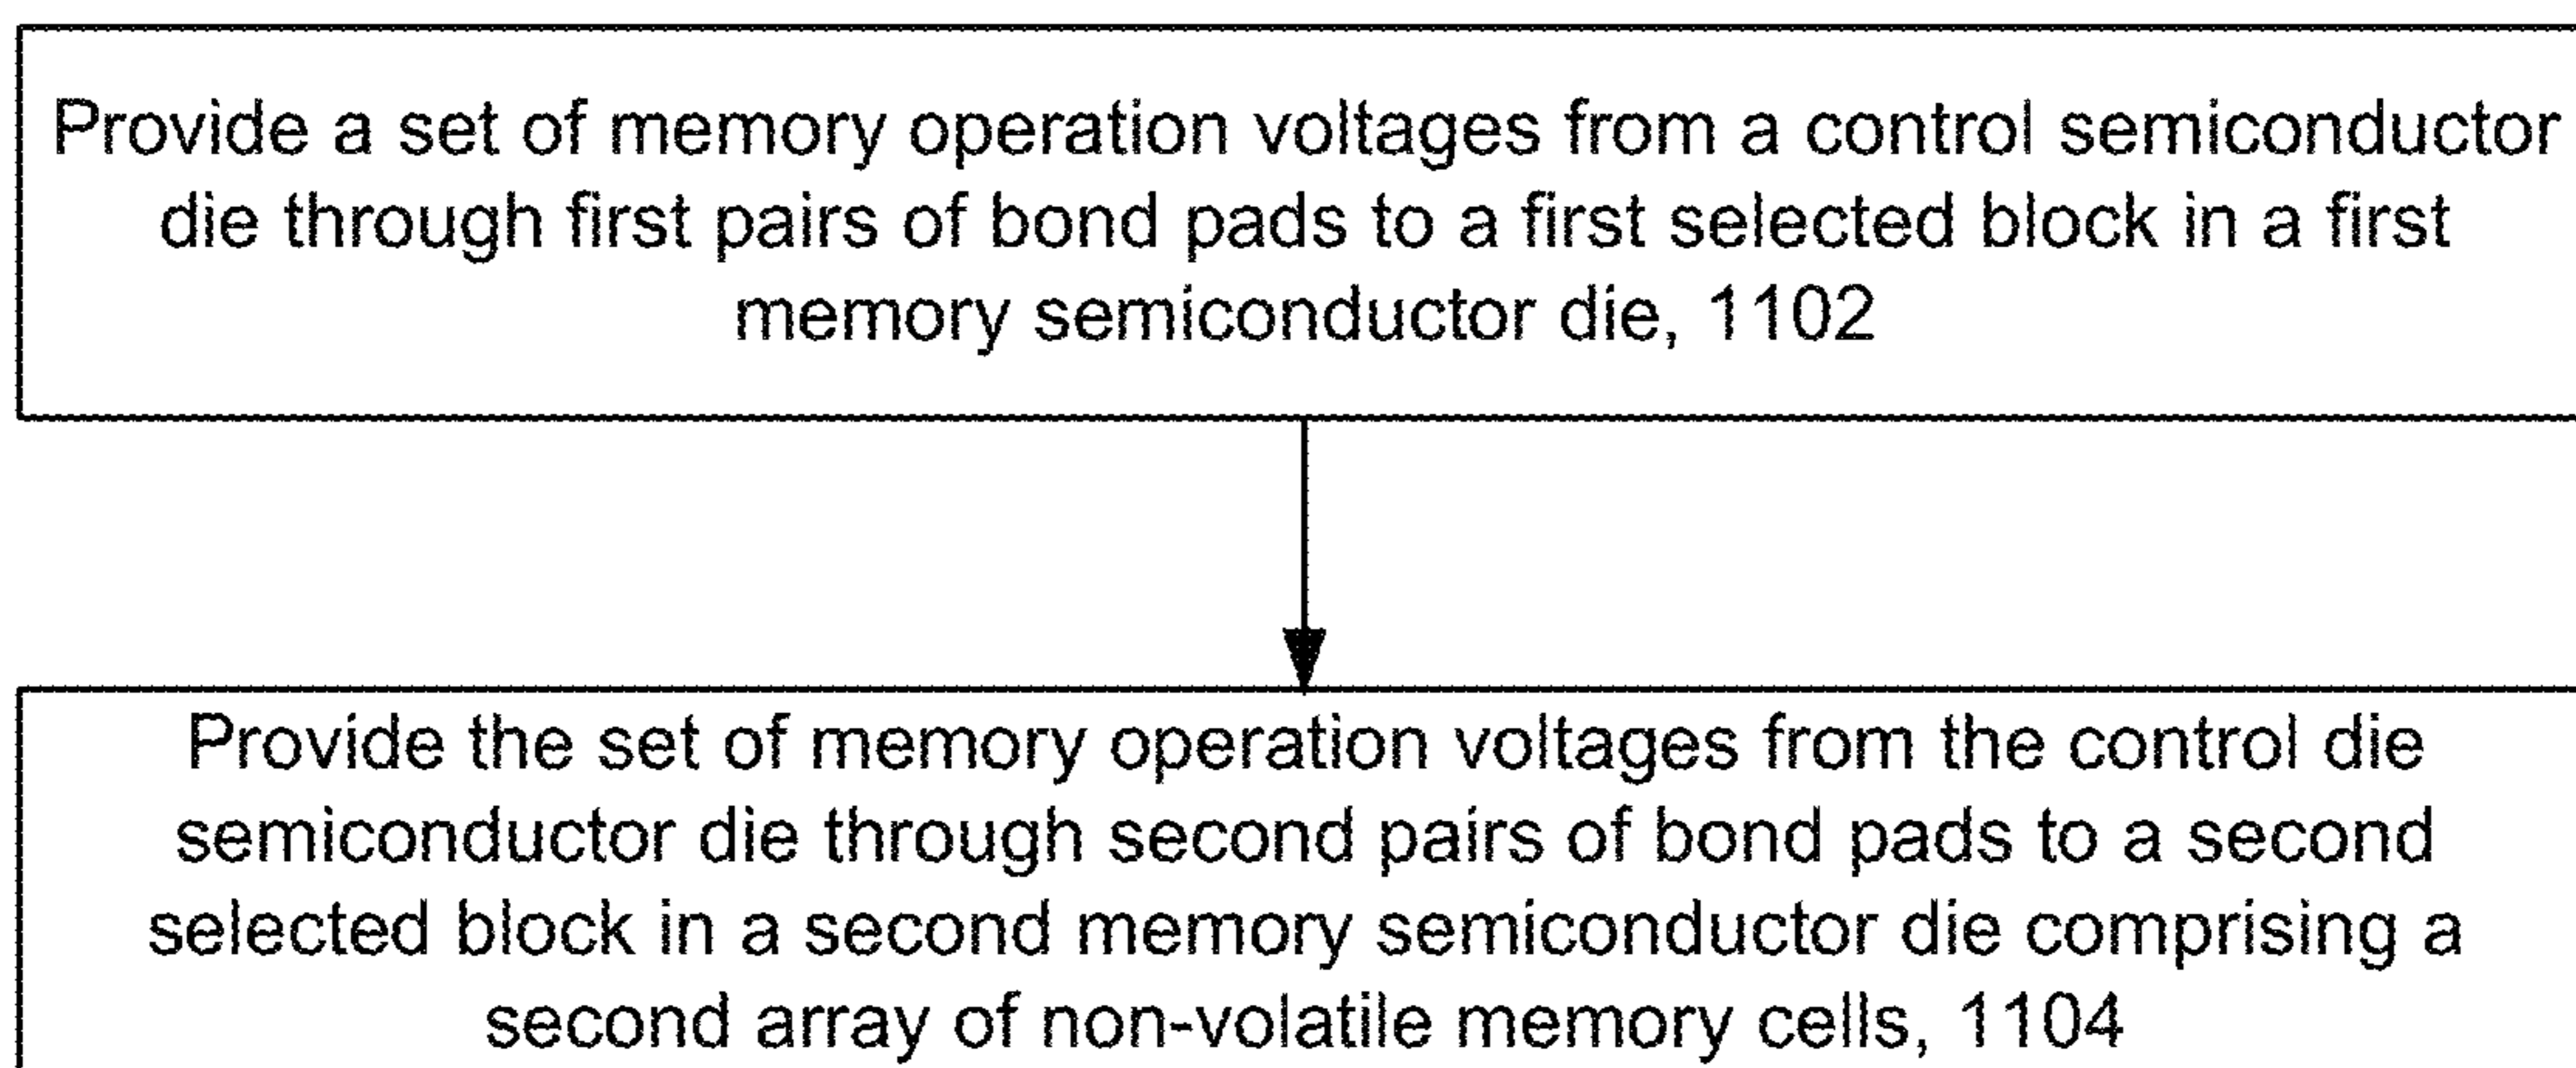 Provide a set of memory operation voltages from a control semiconductor
die through first pairs of bond pads to a first selected block in a first
memory semiconductor die, 1102
Provide the set of memory operation voltages from the control die
semiconductor die through second pairs of bond pads to a second
selected block in a second memory semiconductor die comprising a
second array of non-volatile memory cells, 1104